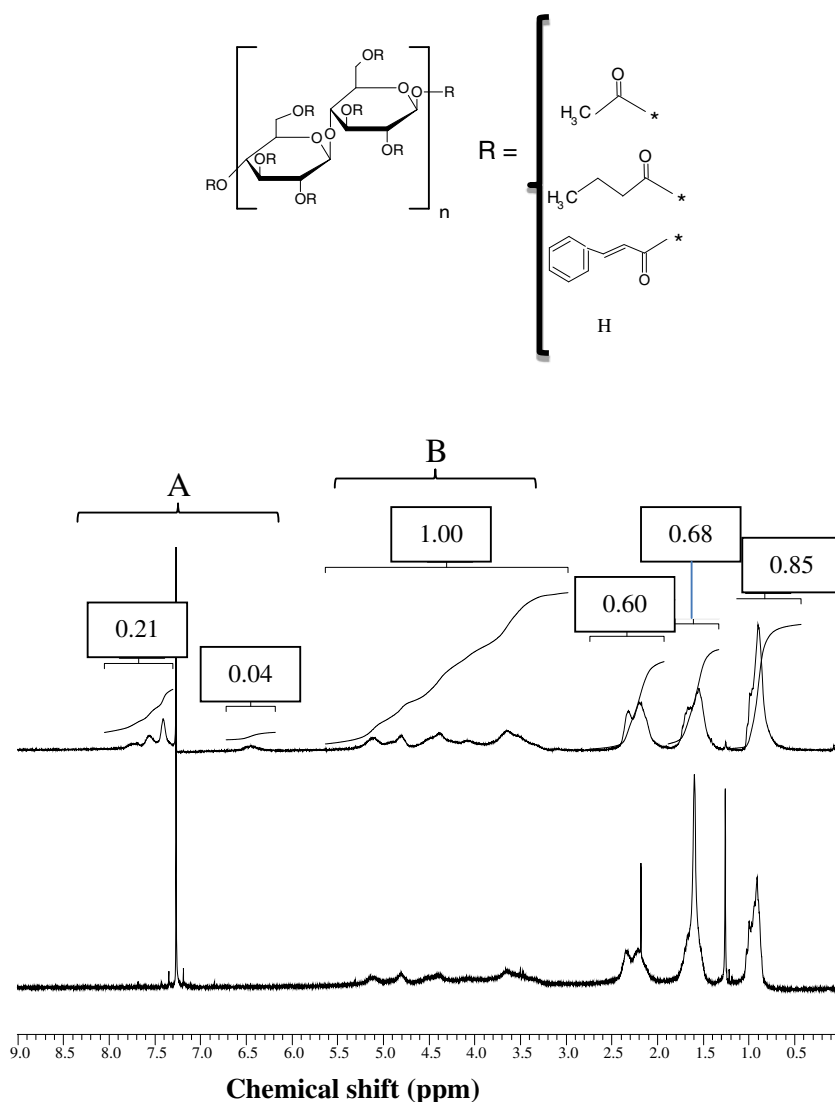 OR
OR
OR
O
O
R
RO
OR
OR
O
OR
O
OR
RO
OR
n
R =
O
H3C
*
O
H3C
*
*
O
H
A
B
1.00
0.68
0.85
0.60
0.21
0.04
9.0 8.5 7.5 7.0 6.5 6.0 5.5 5.0 4.5 4.0 3.5 3.0 2.5 2.0 1.5 1.0 0.5
Chemical shift (ppm)